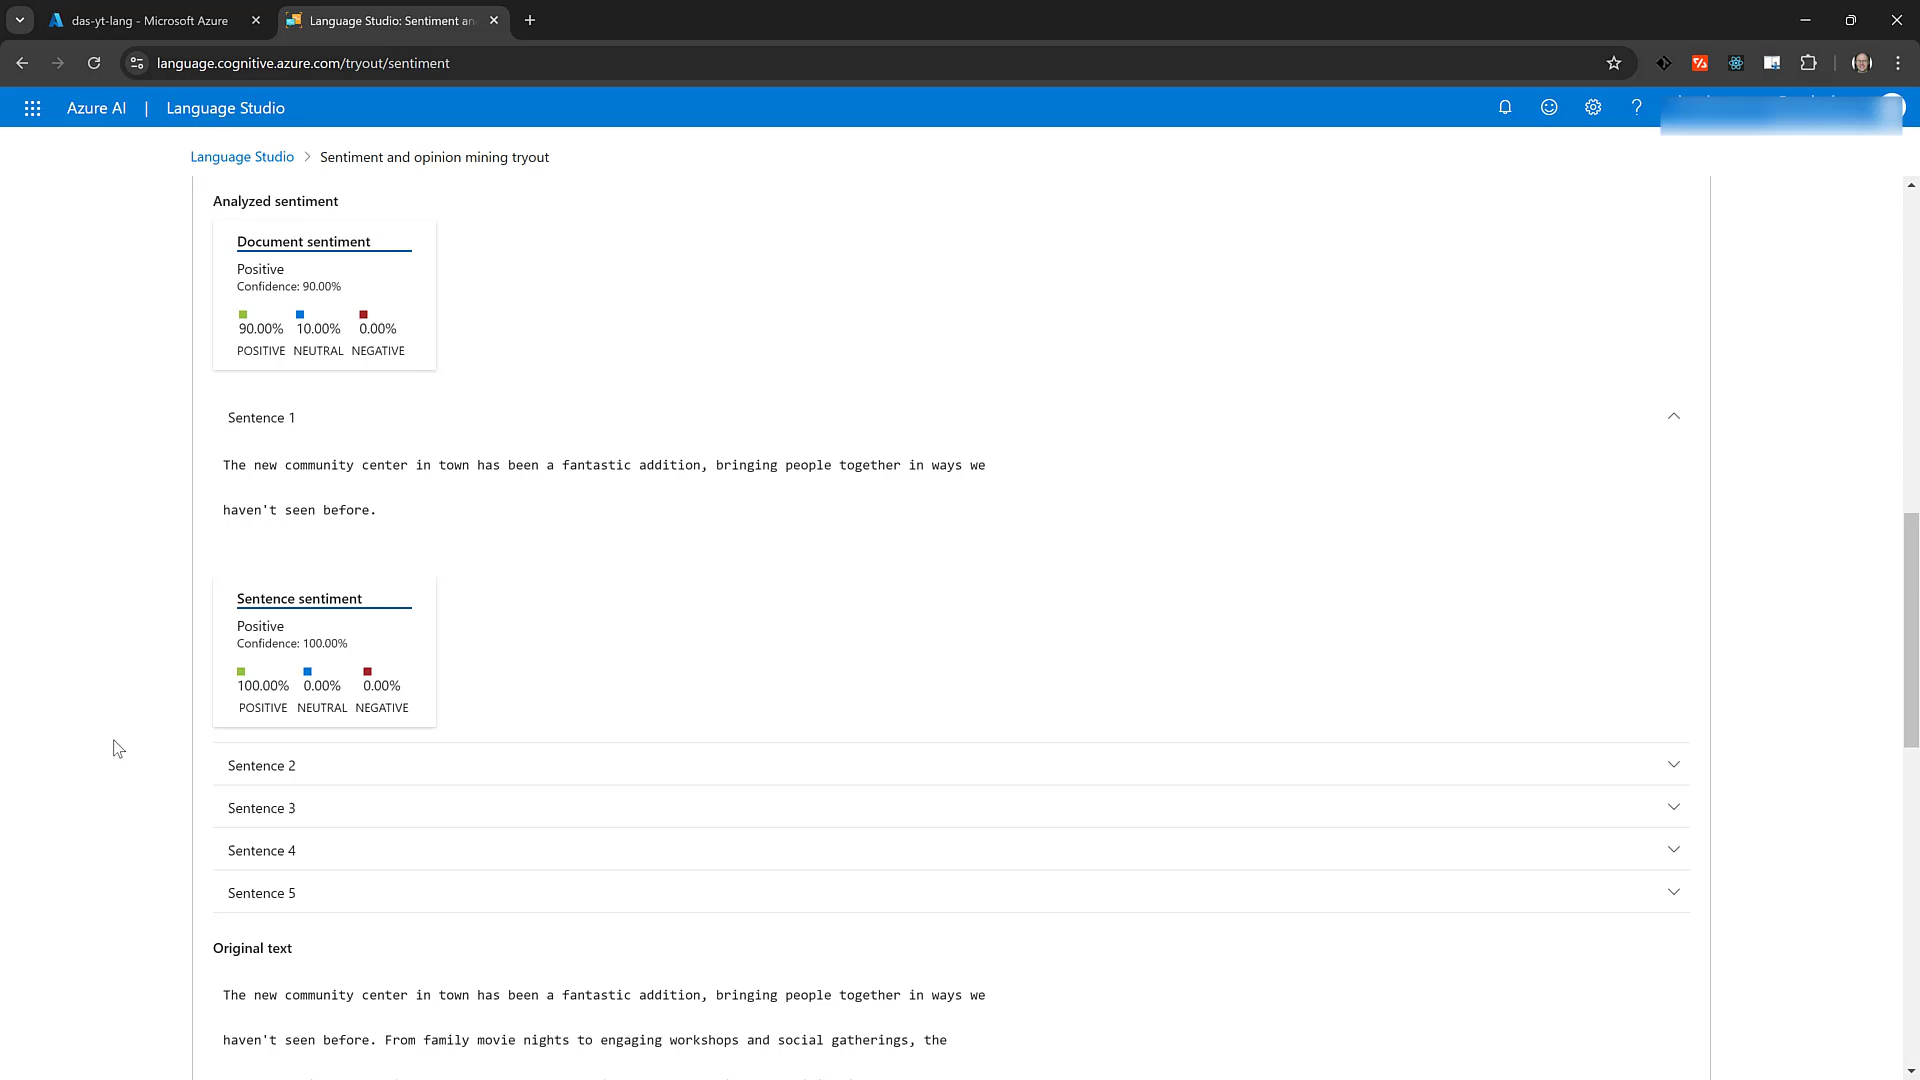 das-yt-lang - Microsoft Azure
Language Studio: Sentiment an
language.cognitive.azure.com/tryout/sentiment
Azure AI | Language Studio
Language Studio > Sentiment and opinion mining tryout
Analyzed sentiment
Document sentiment
Positive
Confidence: 90.00%
90.00% 10.00% 0.00%
POSITIVE NEUTRAL NEGATIVE
Sentence 1
The new community center in town has been a fantastic addition, bringing people together in ways we
haven't seen before.
Sentence sentiment
Positive
Confidence: 100.00%
100.00% 0.00% 0.00%
POSITIVE NEUTRAL NEGATIVE
Sentence 2
Sentence 3
Sentence 4
Sentence 5
Original text
The new community center in town has been a fantastic addition, bringing people together in ways we
haven't seen before. From family movie nights to engaging workshops and social gatherings, the